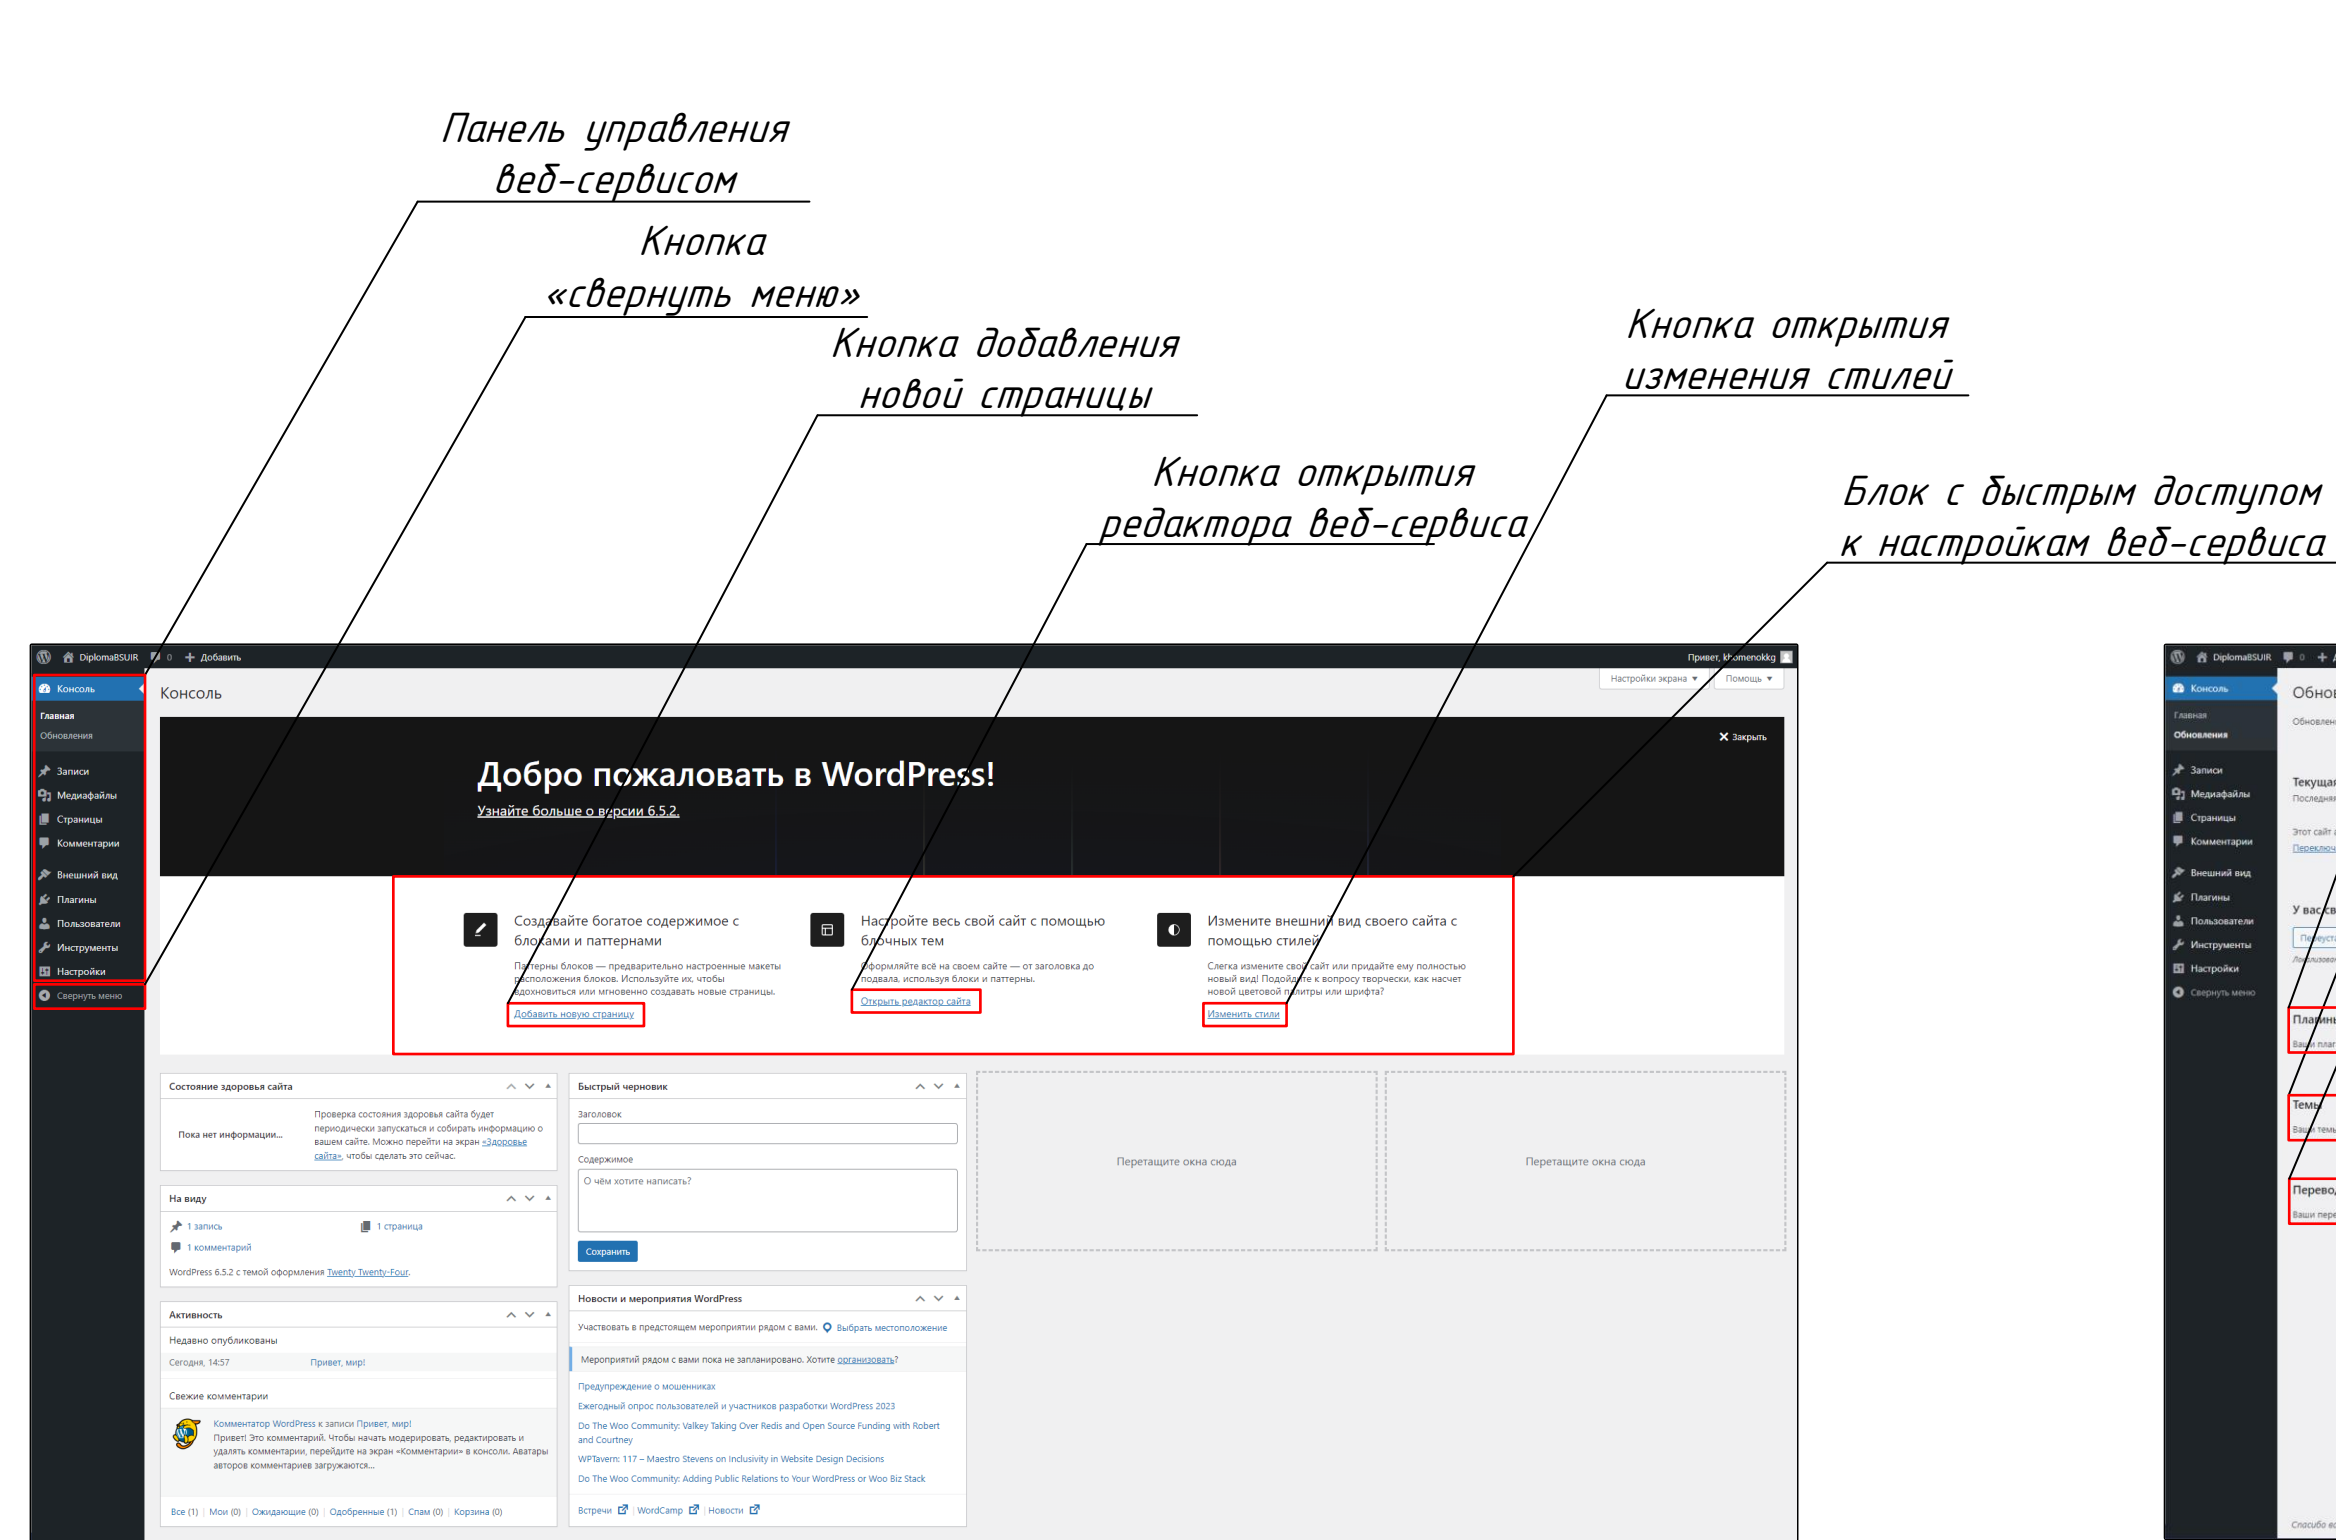 Панель управления
веб-сервисом
Кнопка
«свернуть меню»
Кнопка добавления
новой страницы
Кнопка открытия
редактора веб-сервиса
Кнопка открытия
изменения стилей
Блок с быстрым доступом
к настройкам веб-сервиса
DiplomaBSUIR 0 + Добавить
Привет, khomenokkg
Консоль
Главная
Обновления
Записи
Медиафайлы
Страницы
Комментарии
Внешний вид
Плагины
Пользователи
Инструменты
Настройки
Свернуть меню
Консоль
Настройки экрана
Помощь
Закрыть
Добро пожаловать в WordPress!
Узнайте больше о версии 6.5.2.
Создавайте богатое содержимое с
блоками и паттернами
Паттерны блоков — предварительно настроенные макеты
расположения блоков. Используйте их, чтобы
вдохновиться или мгновенно создавать новые страницы.
Добавить новую страницу
Настройте весь свой сайт с помощью
блочных тем
Оформляйте всё на своем сайте — от заголовка до
подвала, используя блоки и паттерны.
Открыть редактор сайта
Измените внешний вид своего сайта с
помощью стилей
Слегка измените свой сайт или придайте ему полностью
новый вид! Подойдите к вопросу творчески, как насчет
новой цветовой палитры или шрифта?
Изменить стили
Состояние здоровья сайта
Пока нет информации...
Проверка состояния здоровья сайта будет
периодически запускаться и собирать информацию о
вашем сайте. Можно перейти на экран «Здоровье
сайта», чтобы сделать это сейчас.
На виду
1 запись
1 страница
1 комментарий
WordPress 6.5.2 с темой оформления Twenty Twenty-Four.
Активность
Недавно опубликованы
Сегодня, 14:57
Привет, мир!
Свежие комментарии
Комментатор WordPress к записи Привет, мир!
Привет! Это комментарий. Чтобы начать модерировать, редактировать и
удалять комментарии, перейдите на экран «Комментарии» в консоли. Аватары
авторов комментариев загружаются...
Все (1) | Мои (0) | Ожидающие (0) | Одобренные (1) | Спам (0) | Корзина (0)
Быстрый черновик
Заголовок
Содержимое
О чём хотите написать?
Сохранить
Новости и мероприятия WordPress
Участвовать в предстоящем мероприятии рядом с вами. Выбрать местоположение
Мероприятий рядом с вами пока не запланировано. Хотите организовать?
Предупреждение о мошенниках
Ежегодный опрос пользователей и участников разработки WordPress 2023
Do The Woo Community: Valkey Taking Over Redis and Open Source Funding with Robert
and Courtney
WPTavern: 117 – Maestro Stevens on Inclusivity in Website Design Decisions
Do The Woo Community: Adding Public Relations to Your WordPress or Woo Biz Stack
Встречи | WordCamp | Новости
Перетащите окна сюда
Перетащите окна сюда
DiplomaBSUIR 0 +
Консоль
Главная
Обновления
Записи
Медиафайлы
Страницы
Комментарии
Внешний вид
Плагины
Пользователи
Инструменты
Настройки
Свернуть меню
Этот сайт
У вас
Ваши
Темы
Ваши
Ваши
Спасибо